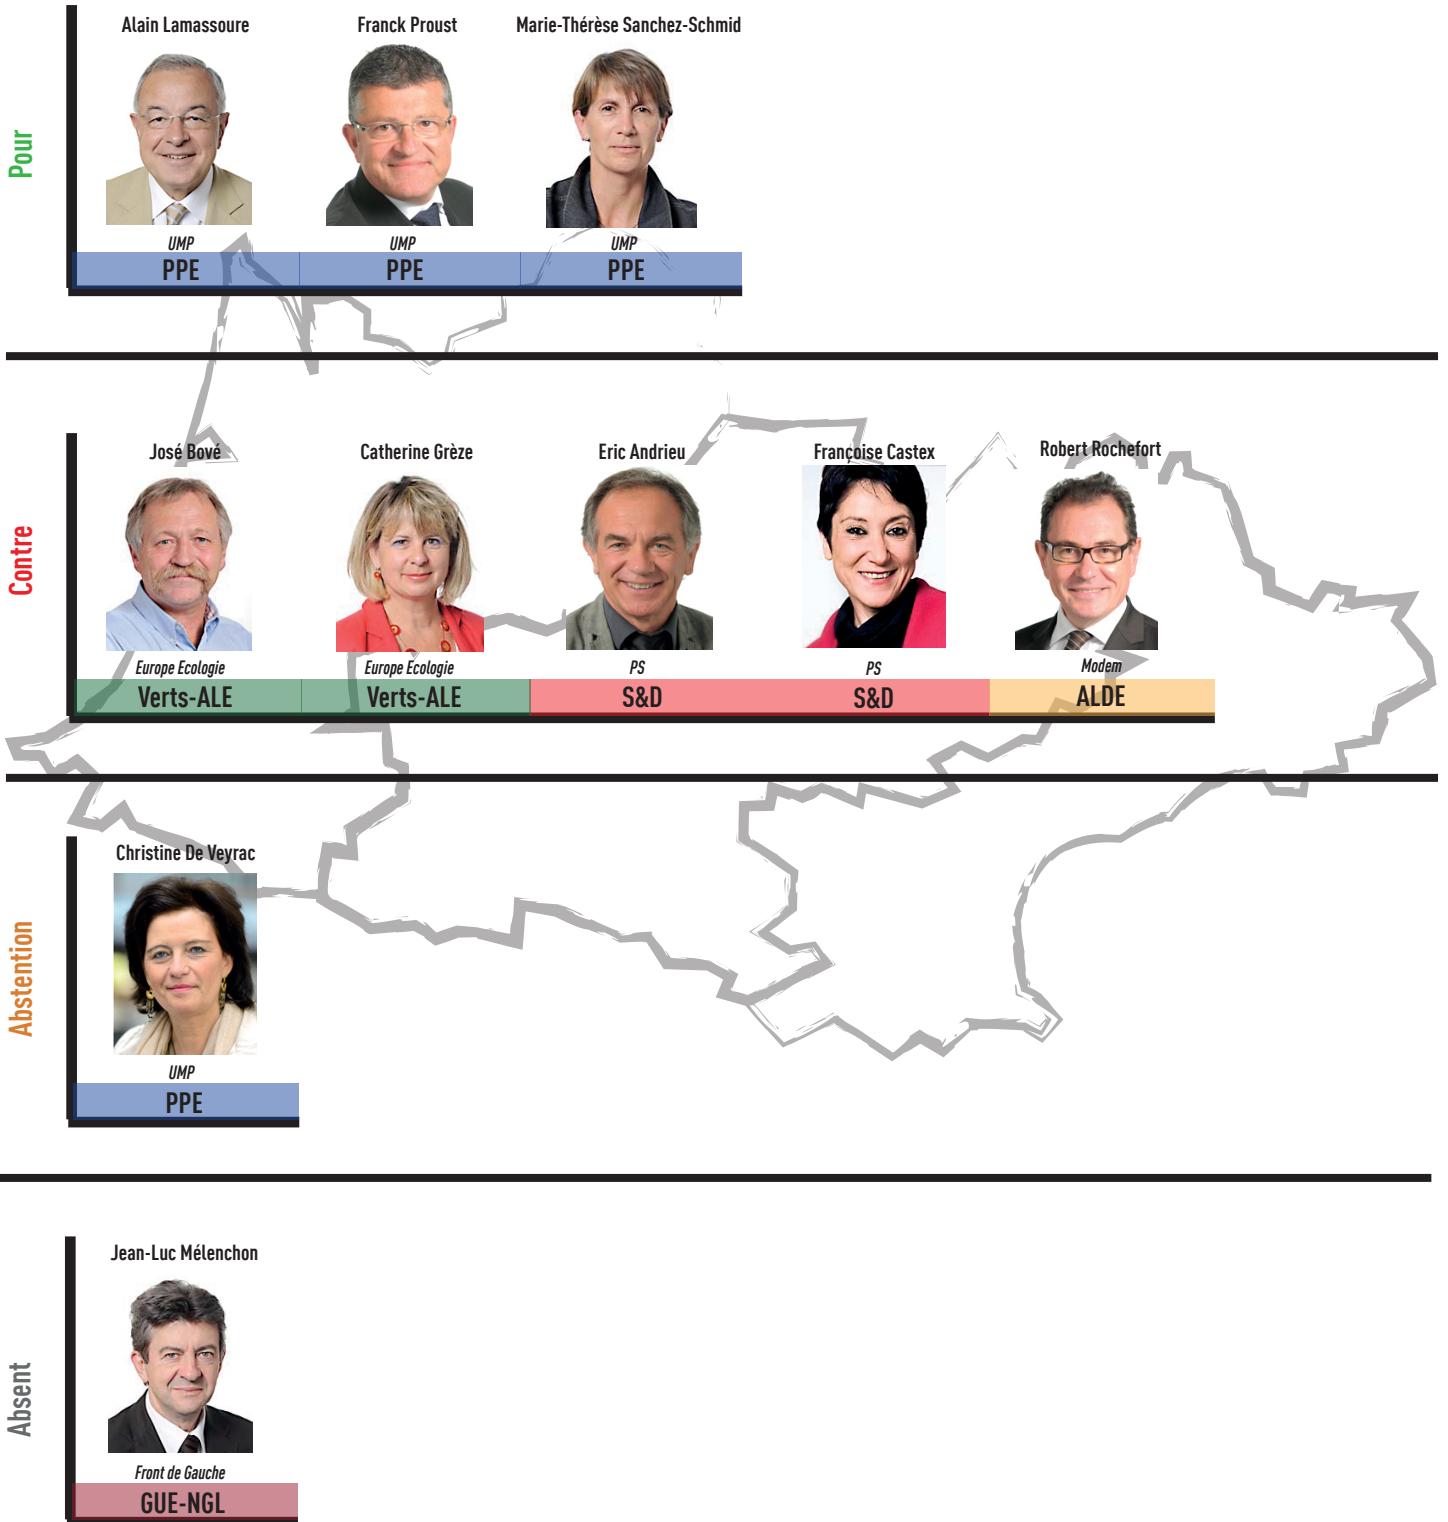 Pour
Alain Lamassoure
Franck Proust
Marie-Thérèse Sanchez-Schmid
UMP
UMP
UMP
PPE
PPE
PPE
Contre
José Bové
Catherine Grèze
Eric Andrieu
Françoise Castex
Robert Rochefort
Europe Ecologie
Europe Ecologie
PS
PS
Modem
Verts-ALE
Verts-ALE
S&D
S&D
ALDE
Abstention
Christine De Veyrac
UMP
PPE
Absent
Jean-Luc Mélenchon
Front de Gauche
GUE-NGL